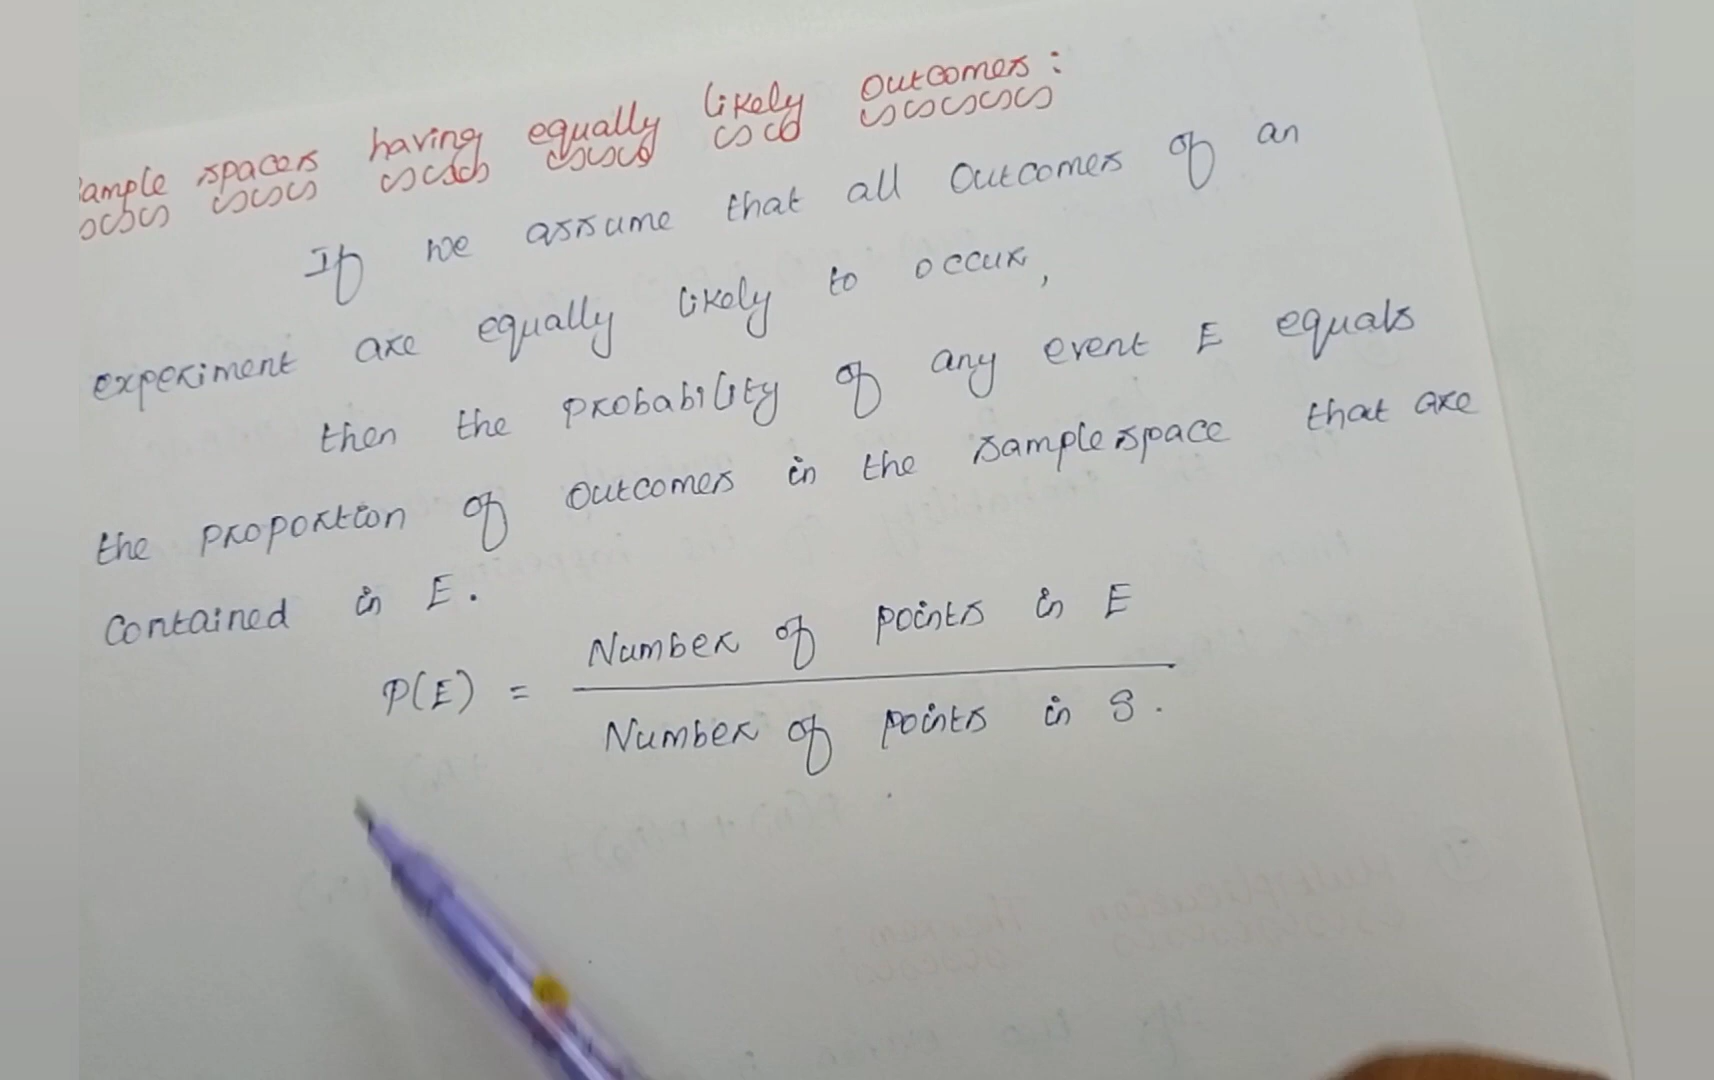 ample spaces having equally likely outcomes:
If we assume that all outcomes of an
experiment are equally likely to occur,
then the probability of any event E equals
the proportion of outcomes in the sample space that are
contained in E.
P(E) = Number of points in E
Number of points in S.